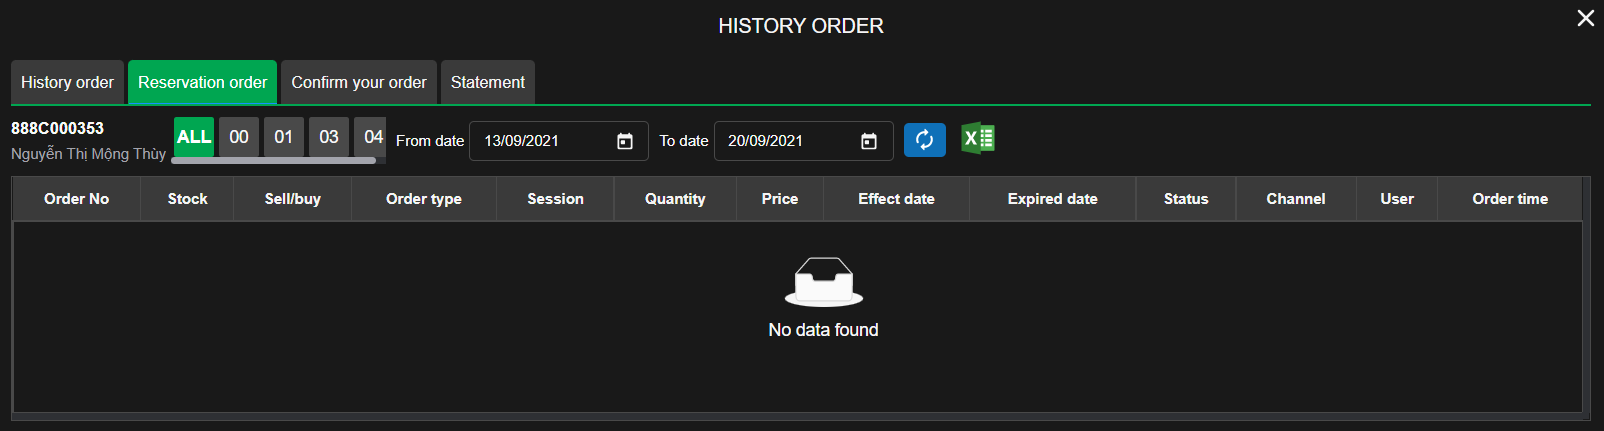 HISTORY ORDER
History order Reservation order Confirm your order Statement
888C000353
Nguyễn Thị Mộng Thùy
ALL 00 01 03 04
From date 13/09/2021 To date 20/09/2021
X
Order No Stock Sell/buy Order type Session Quantity Price Effect date Expired date Status Channel User Order time
No data found